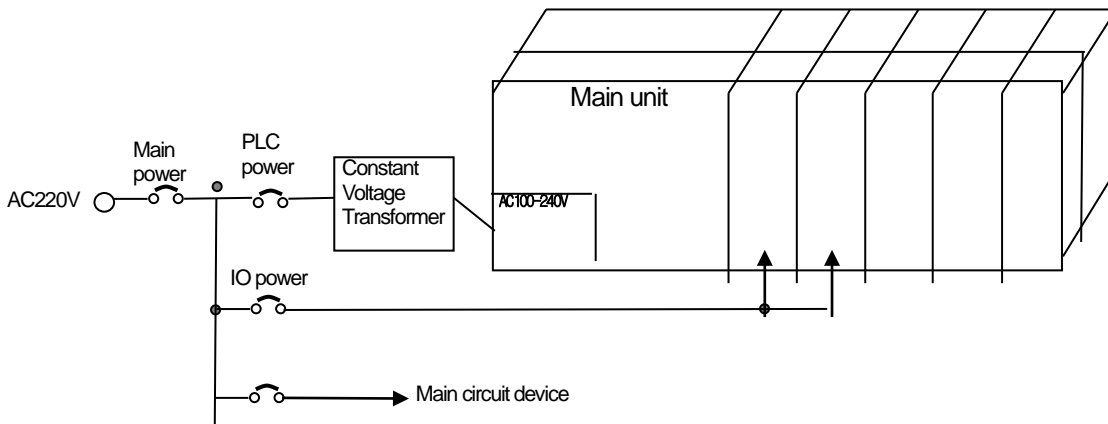 Main unit
PLC
power
Main
power
Constant
Voltage
Transformer
AC220V
AC100-240V
IO power
Main circuit device